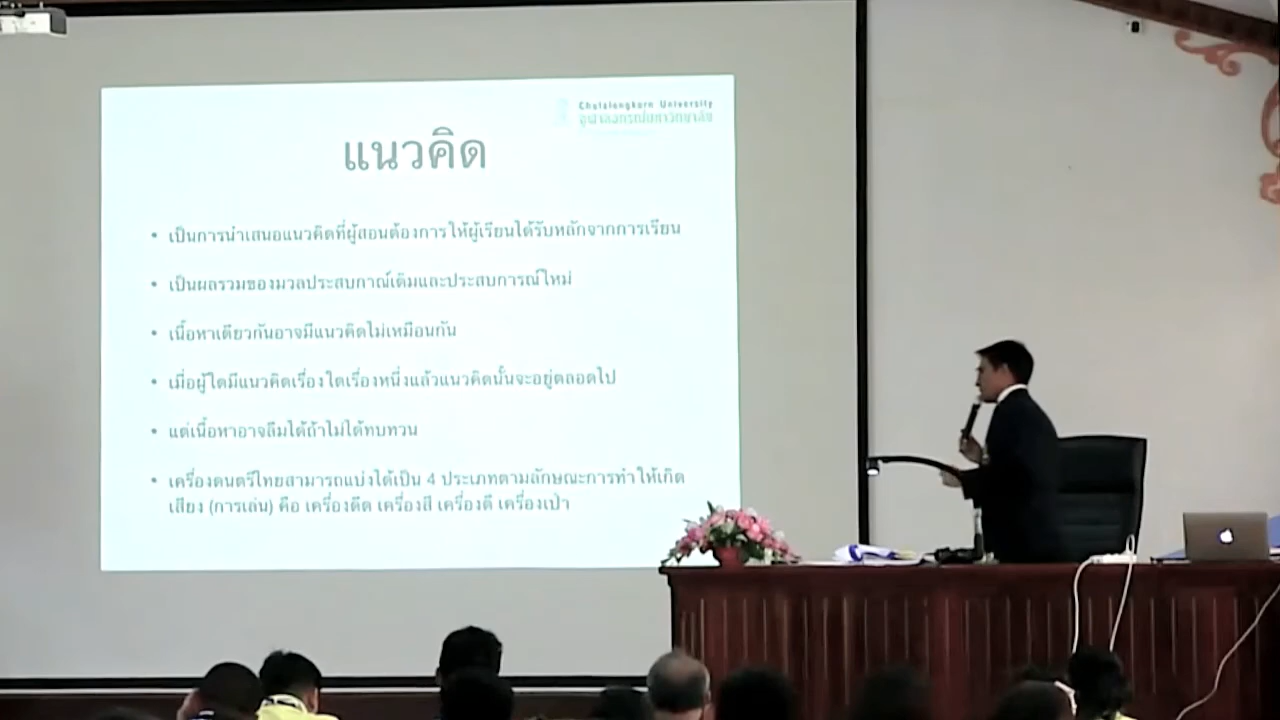 Chulalongkorn University
จุฬาลงกรณ์มหาวิทยาลัย
แนวคิด
• เป็นการนำเสนอแนวคิดที่ผู้สอนต้องการให้ผู้เรียนได้รับหลักจากการเรียน
• เป็นผลรวมของมวลประสบกาณ์เดิมและประสบการณ์ใหม่
• เนื้อหาเดียวกันอาจมีแนวคิดไม่เหมือนกัน
• เมื่อผู้ใดมีแนวคิดเรื่องใดเรื่องหนึ่งแล้วแนวคิดนั้นจะอยู่ตลอดไป
• แต่เนื้อหาอาจลืมได้ถ้าไม่ได้ทบทวน
• เครื่องดนตรีไทยสามารถแบ่งได้เป็น 4 ประเภทตามลักษณะการทำให้เกิด
เสียง (การเล่น) คือ เครื่องดีด เครื่องสี เครื่องตี เครื่องเป่า